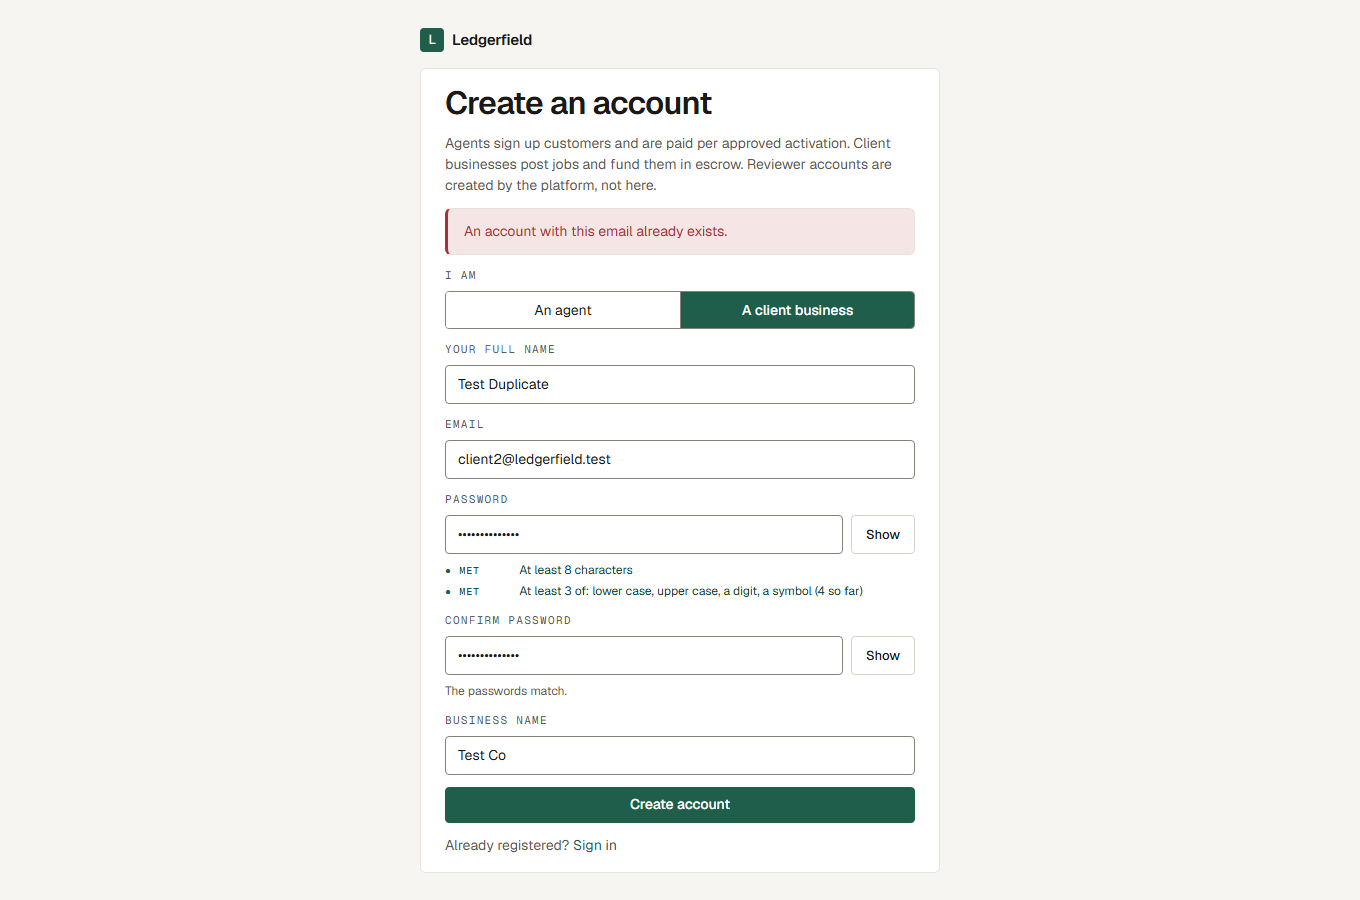 L Ledgerfield
Create an account
Agents sign up customers and are paid per approved activation. Client
businesses post jobs and fund them in escrow. Reviewer accounts are
created by the platform, not here.
An account with this email already exists.
I AM
An agent A client business
YOUR FULL NAME
Test Duplicate
EMAIL
client2@ledgerfield.test
PASSWORD
•••••••••••••• Show
• MET At least 8 characters
• MET At least 3 of: lower case, upper case, a digit, a symbol (4 so far)
CONFIRM PASSWORD
•••••••••••••• Show
The passwords match.
BUSINESS NAME
Test Co
Create account
Already registered? Sign in